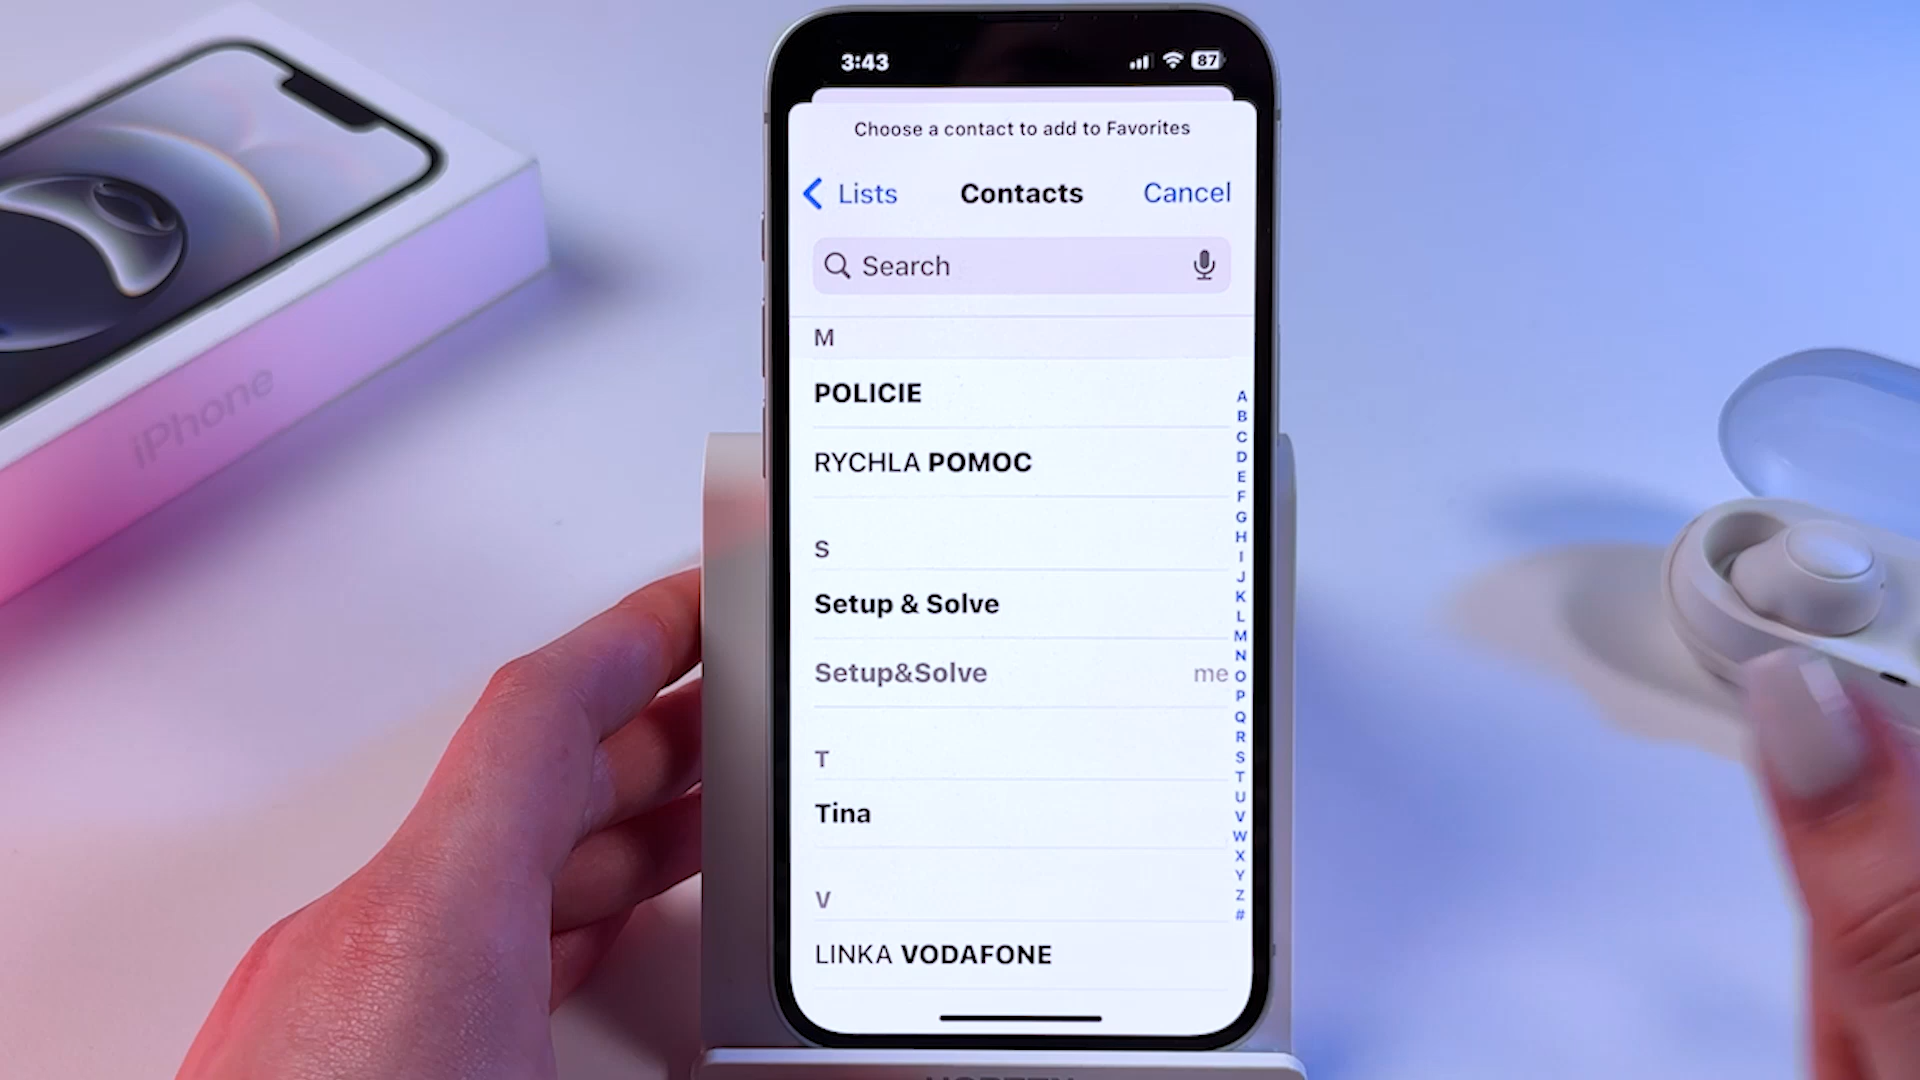 3:43
87
Choose a contact to add to Favorites
Lists
Contacts
Cancel
Search
M
POLICIE
RYCHLA POMOC
S
Setup & Solve
Setup&Solve me
T
Tina
V
LINKA VODAFONE
A
B
C
D
E
F
G
H
I
J
K
L
M
N
O
P
Q
R
S
T
U
V
W
X
Y
Z
#
iPhone